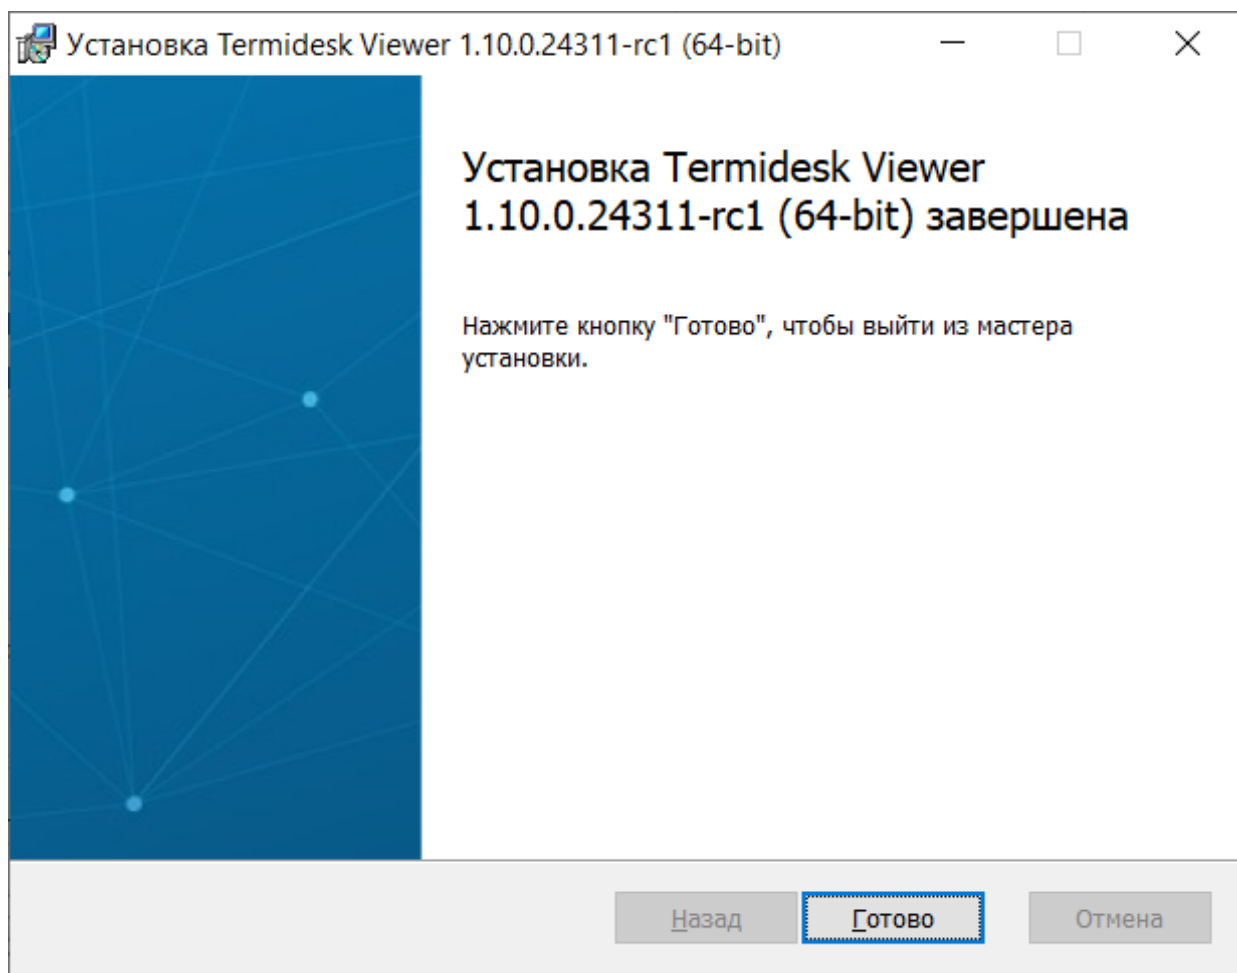 Установка Termidesk Viewer 1.10.0.24311-rc1 (64-bit)
Установка Termidesk Viewer
1.10.0.24311-rc1 (64-bit) завершена
Нажмите кнопку "Готово", чтобы выйти из мастера
установки.
Назад
Готово
Отмена